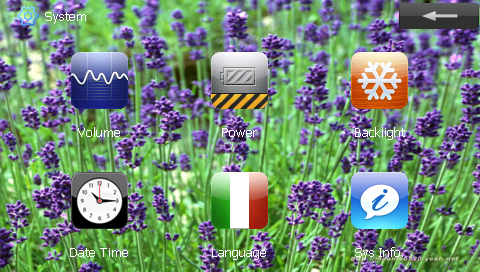 System
Volume
Power
Backlight
Date Time
Language
Sys Info.